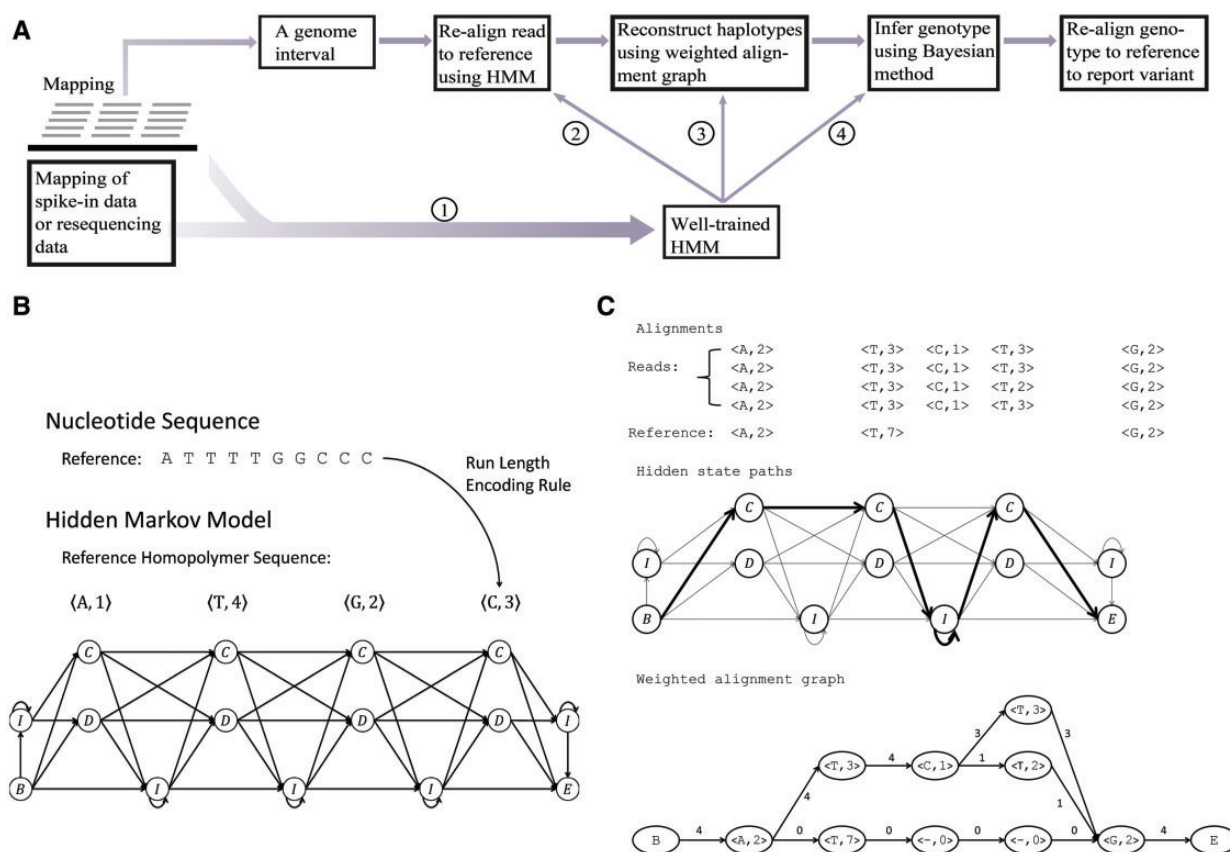 A
A genome
interval
Re-align read
to reference
using HMM
Reconstruct haplotypes
using weighted align-
ment graph
Infer genotype
using Bayesian
method
Re-align geno-
type to reference
to report variant
Mapping
2
3
4
Mapping of
spike-in data
or resequencing
data
1
Well-trained
HMM
B
Nucleotide Sequence
Reference: A T T T T G G C C C
Run Length
Encoding Rule
Hidden Markov Model
Reference Homopolymer Sequence:
⟨A, 1⟩ ⟨T, 4⟩ ⟨G, 2⟩ ⟨C, 3⟩
C C C C
I D D D D I
B I I I E
C
Alignments
<A,2> <T,3> <C,1> <T,3> <G,2>
Reads: <A,2> <T,3> <C,1> <T,3> <G,2>
<A,2> <T,3> <C,1> <T,2> <G,2>
<A,2> <T,3> <C,1> <T,3> <G,2>
Reference: <A,2> <T,7> <G,2>
Hidden state paths
C C C
I D D D I
B I I E
Weighted alignment graph
<T,3>
3 3
<T,3> 4 <C,1> 1 <T,2>
4 1
B 4 <A,2> 0 <T,7> 0 <-,0> 0 <-,0> 0 <G,2> 4 E